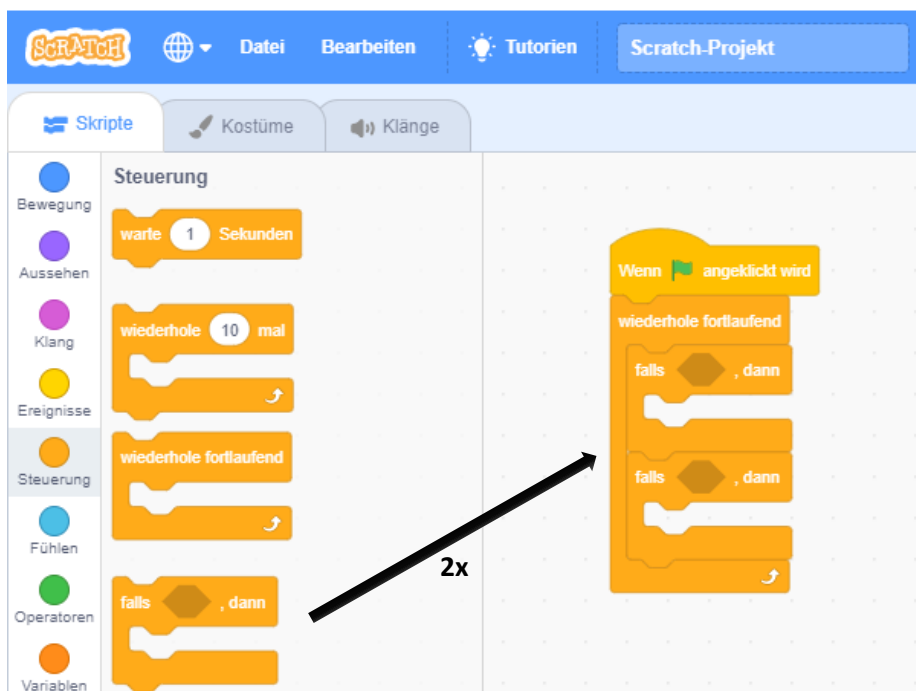 SCRATCH Datei Bearbeiten Tutorien Scratch-Projekt
Skripte Kostüme Klänge
Bewegung
Aussehen
Klang
Ereignisse
Steuerung
Fühlen
Operatoren
Variablen
Steuerung
warte 1 Sekunden
wiederhole 10 mal
wiederhole fortlaufend
falls , dann
2x
Wenn angeklickt wird
wiederhole fortlaufend
falls , dann
falls , dann